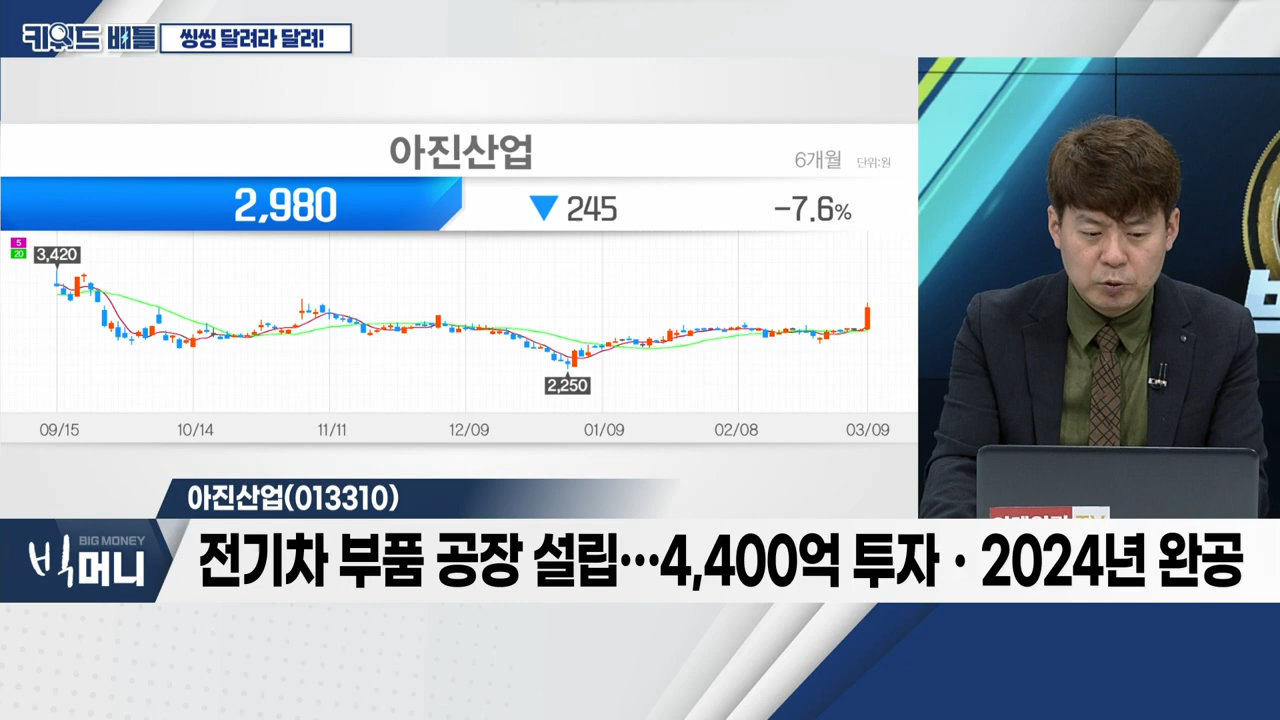 키워드 배틀
씽씽 달려라 달려!
아진산업
6개월 단위:원
2,980 ▼ 245 -7.6%
5
20
3,420
2,250
09/15 10/14 11/11 12/09 01/09 02/08 03/09
아진산업(013310)
BIG MONEY
빅머니
전기차 부품 공장 설립…4,400억 투자·2024년 완공